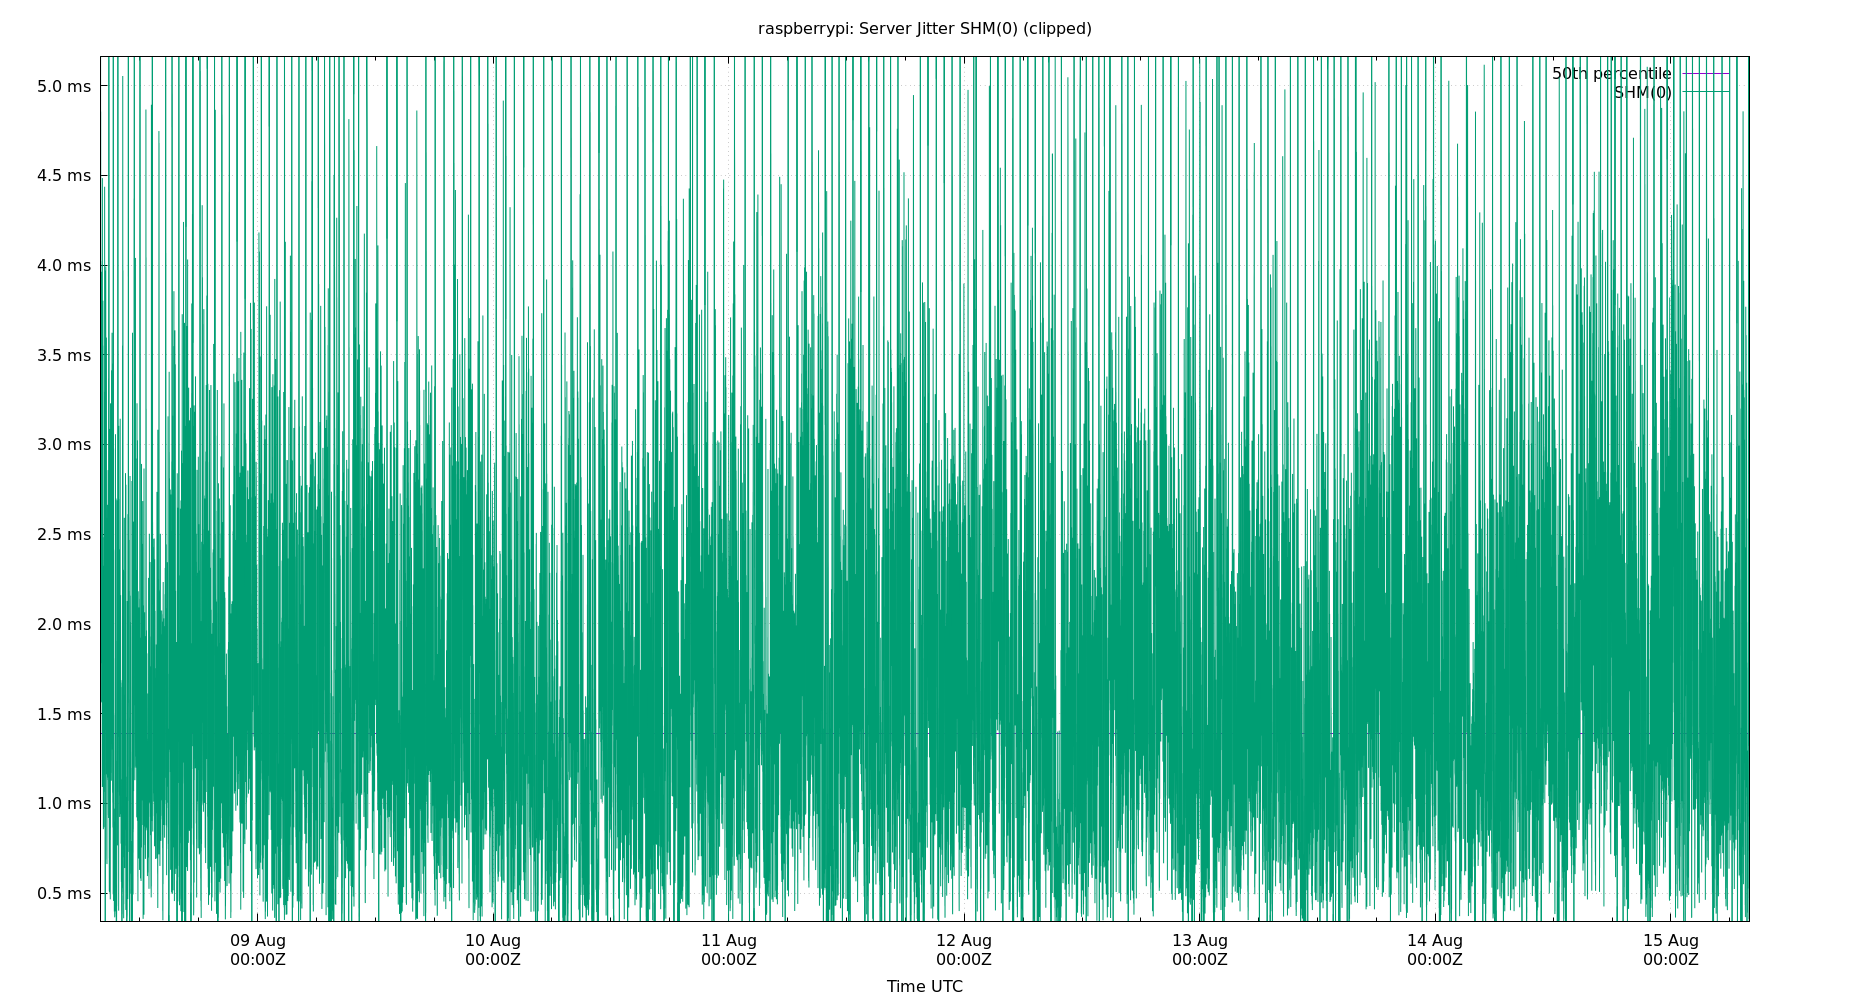 raspberrypi: Server Jitter SHM(0) (clipped)
50th percentile
SHM(0)
5.0 ms
4.5 ms
4.0 ms
3.5 ms
3.0 ms
2.5 ms
2.0 ms
1.5 ms
1.0 ms
0.5 ms
09 Aug 10 Aug 11 Aug 12 Aug 13 Aug 14 Aug 15 Aug
00:00Z 00:00Z 00:00Z 00:00Z 00:00Z 00:00Z 00:00Z
Time UTC